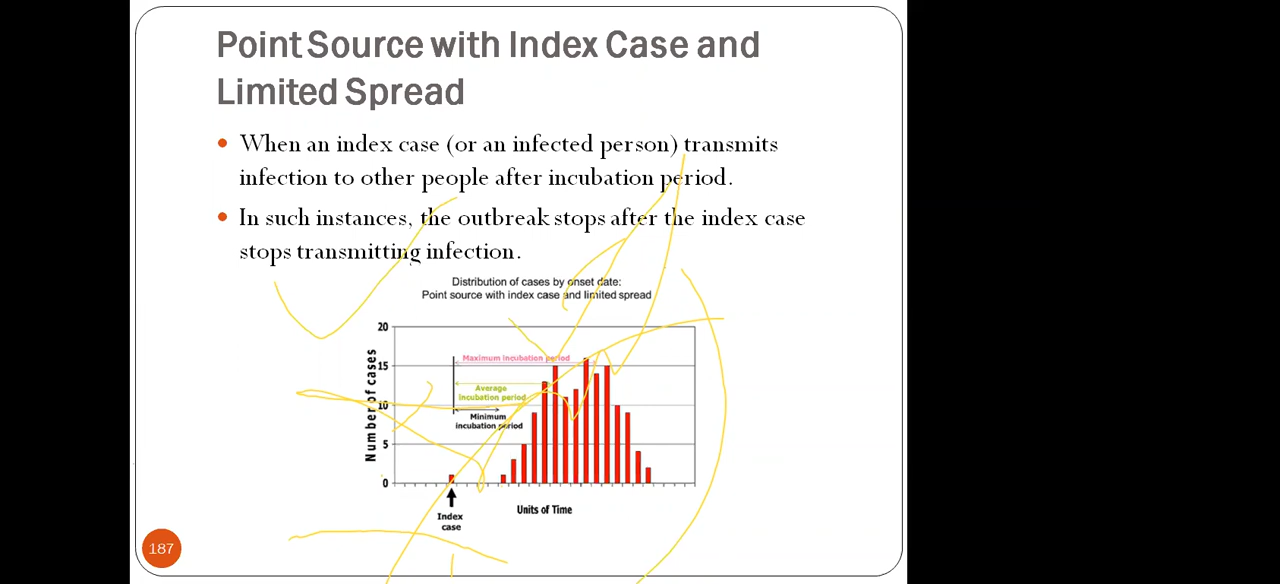 Point Source with Index Case and
Limited Spread
When an index case (or an infected person) transmits
infection to other people after incubation period.
In such instances, the outbreak stops after the index case
stops transmitting infection.
Distribution of cases by onset date:
Point source with index case and limited spread
Number of cases
20
15
10
5
0
Maximum incubation period
Average
incubation period
Minimum
incubation period
Index
case
Units of Time
187